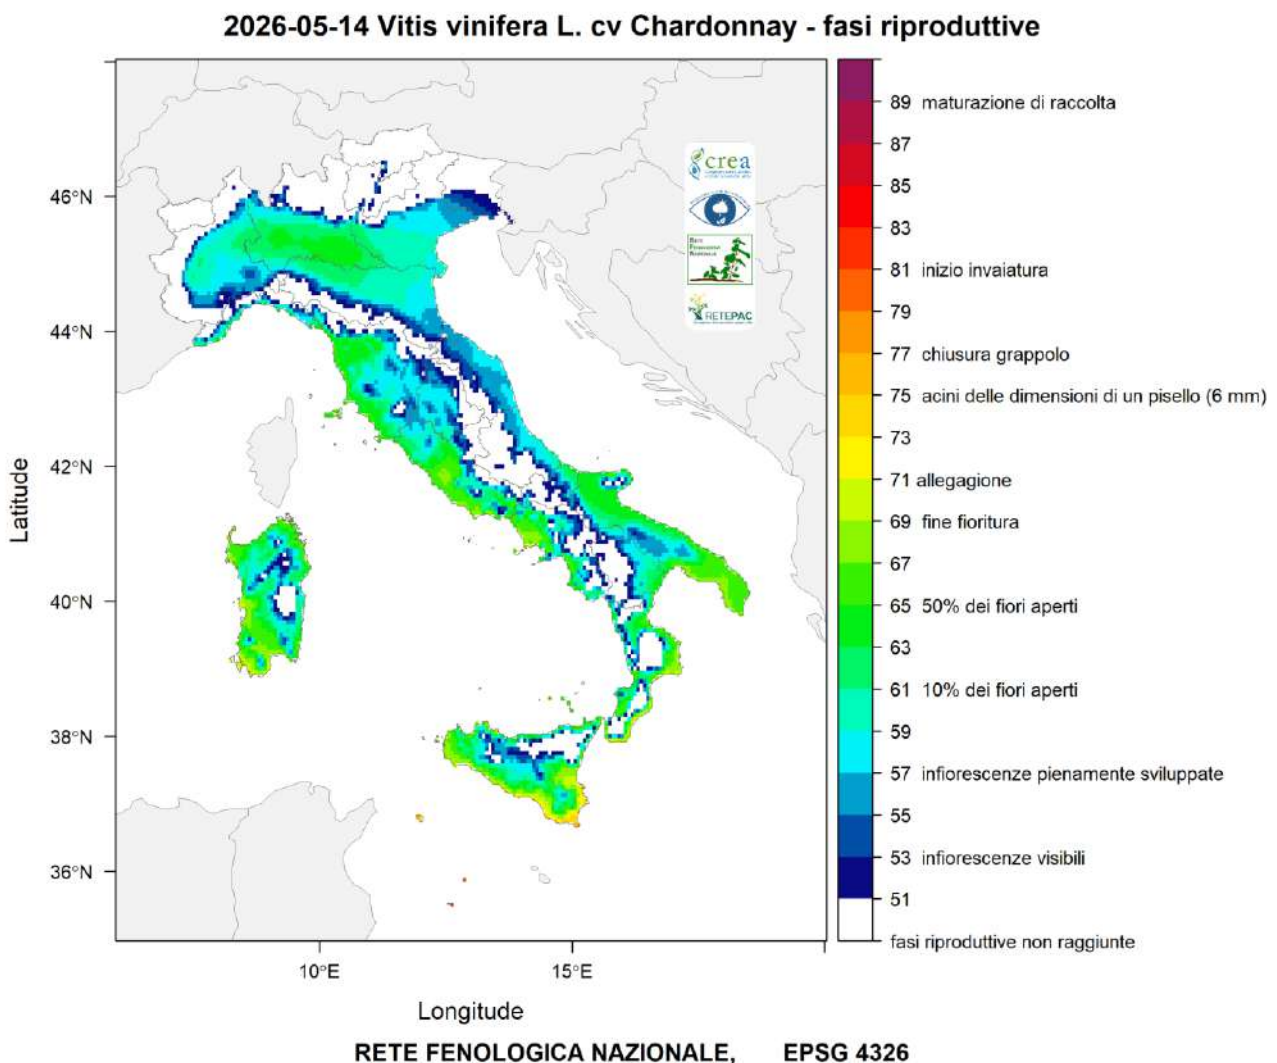 2026-05-14 Vitis vinifera L. cv Chardonnay - fasi riproduttive
89 maturazione di raccolta
87
85
83
81 inizio invaiatura
79
77 chiusura grappolo
75 acini delle dimensioni di un pisello (6 mm)
73
71 allegagione
69 fine fioritura
67
65 50% dei fiori aperti
63
61 10% dei fiori aperti
59
57 infiorescenze pienamente sviluppate
55
53 infiorescenze visibili
51
fasi riproduttive non raggiunte
crea
RETEPAC
46°N
44°N
42°N
40°N
38°N
36°N
Latitude
10°E
15°E
Longitude
RETE FENOLOGICA NAZIONALE, EPSG 4326